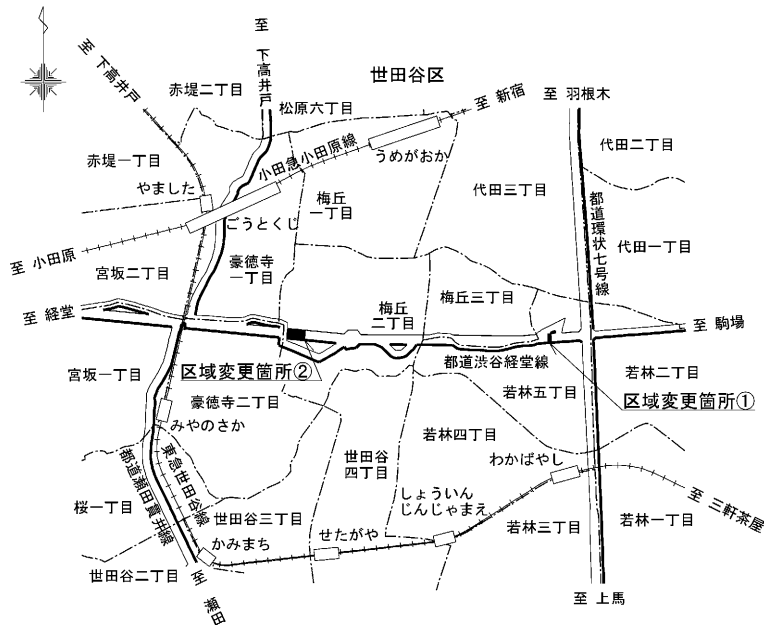 至 下高井戸
至 下高井戸
赤堤二丁目
世田谷区
松原六丁目
至 新宿
至 羽根木
小田急小田原線
うめがおか
代田二丁目
赤堤一丁目
やました
梅丘
一丁目
代田三丁目
都道環状七号線
ごうとくじ
代田一丁目
至 小田原
宮坂二丁目
豪徳寺
一丁目
梅丘三丁目
梅丘
二丁目
至 経堂
至 駒場
都道渋谷経堂線
宮坂一丁目
区域変更箇所②
若林二丁目
若林五丁目
区域変更箇所①
豪徳寺二丁目
みやのさか
若林四丁目
世田谷
四丁目
わかばやし
東急世田谷線
都道瀬田貫井線
しょういん
じんじゃまえ
至 三軒茶屋
桜一丁目
世田谷三丁目
せたがや
若林三丁目
若林一丁目
かみまち
世田谷二丁目
至 瀬田
至 上馬